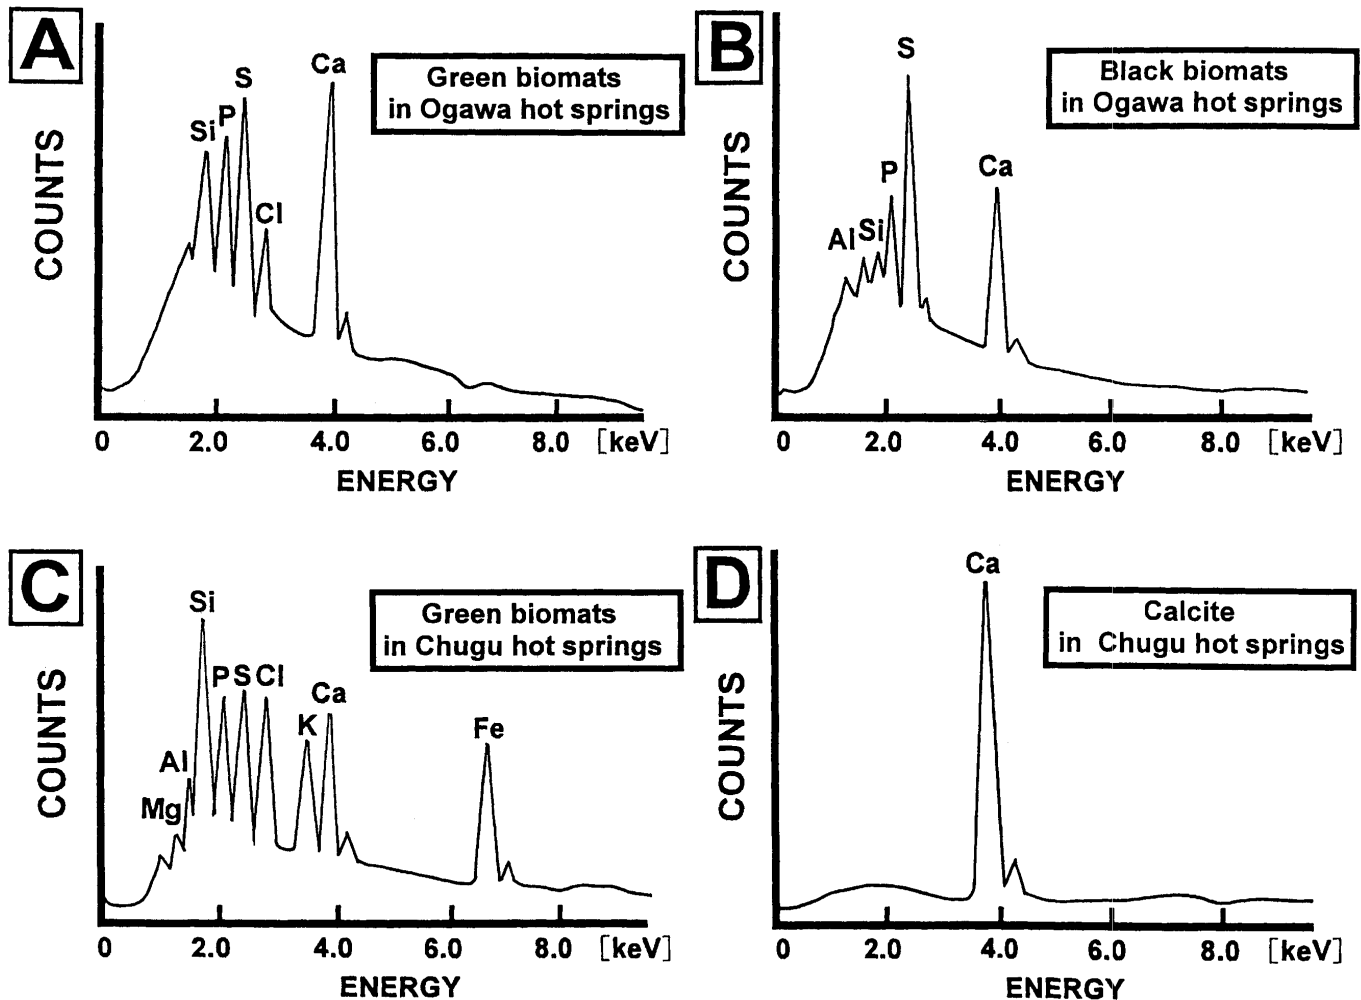 A
Green biomats
in Ogawa hot springs
COUNTS
Si
P
S
Cl
Ca
0 2.0 4.0 6.0 8.0 [keV]
ENERGY
B
Black biomats
in Ogawa hot springs
COUNTS
Al
Si
P
S
Ca
0 2.0 4.0 6.0 8.0 [keV]
ENERGY
C
Green biomats
in Chugu hot springs
COUNTS
Mg
Al
Si
P
S
Cl
K
Ca
Fe
0 2.0 4.0 6.0 8.0 [keV]
ENERGY
D
Calcite
in Chugu hot springs
COUNTS
Ca
0 2.0 4.0 6.0 8.0 [keV]
ENERGY